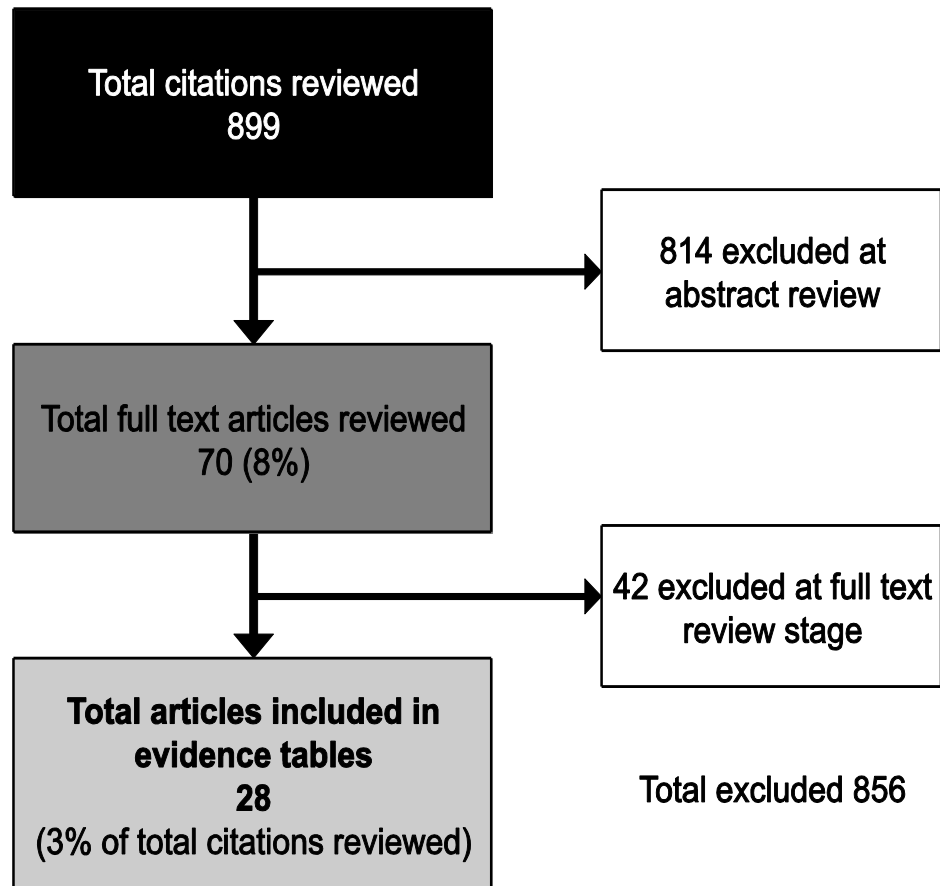 Total citations reviewed
899
814 excluded at
abstract review
Total full text articles reviewed
70 (8%)
42 excluded at full text
review stage
Total articles included in
evidence tables
28
(3% of total citations reviewed)
Total excluded 856